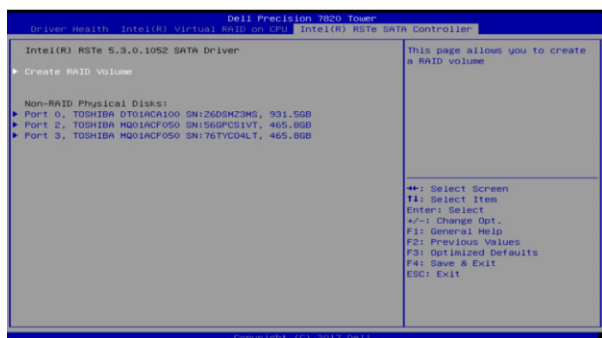 Dell Precision 7820 Tower
Driver Health Intel(R) Virtual RAID on CPU Intel(R) RSTe SATA Controller
Intel(R) RSTe 5.3.0.1052 SATA Driver
Create RAID Volume
Non-RAID Physical Disks:
Port 0, TOSHIBA DT01ACA100 SN:Z6DSMZ3MS, 931.5GB
Port 2, TOSHIBA MQ01ACF050 SN:56GPCS1VT, 465.8GB
Port 3, TOSHIBA MQ01ACF050 SN:76TYCO4LT, 465.8GB
This page allows you to create
a RAID volume
→←: Select Screen
↑↓: Select Item
Enter: Select
+/-: Change Opt.
F1: General Help
F2: Previous Values
F3: Optimized Defaults
F4: Save & Exit
ESC: Exit
Copyright (C) 2017 Dell